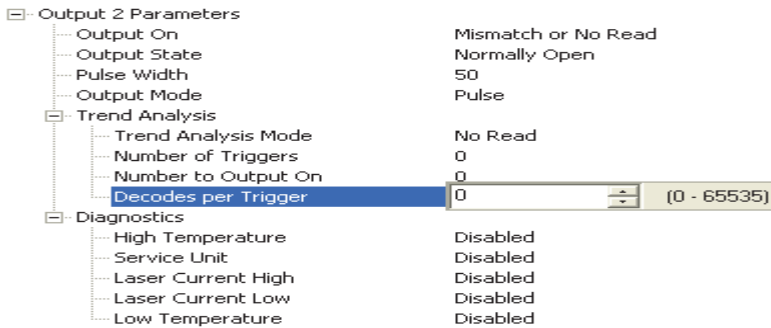 Output 2 Parameters
Output On Mismatch or No Read
Output State Normally Open
Pulse Width 50
Output Mode Pulse
Trend Analysis
Trend Analysis Mode No Read
Number of Triggers 0
Number to Output On 0
Decodes per Trigger 0 (0 - 65535)
Diagnostics
High Temperature Disabled
Service Unit Disabled
Laser Current High Disabled
Laser Current Low Disabled
Low Temperature Disabled